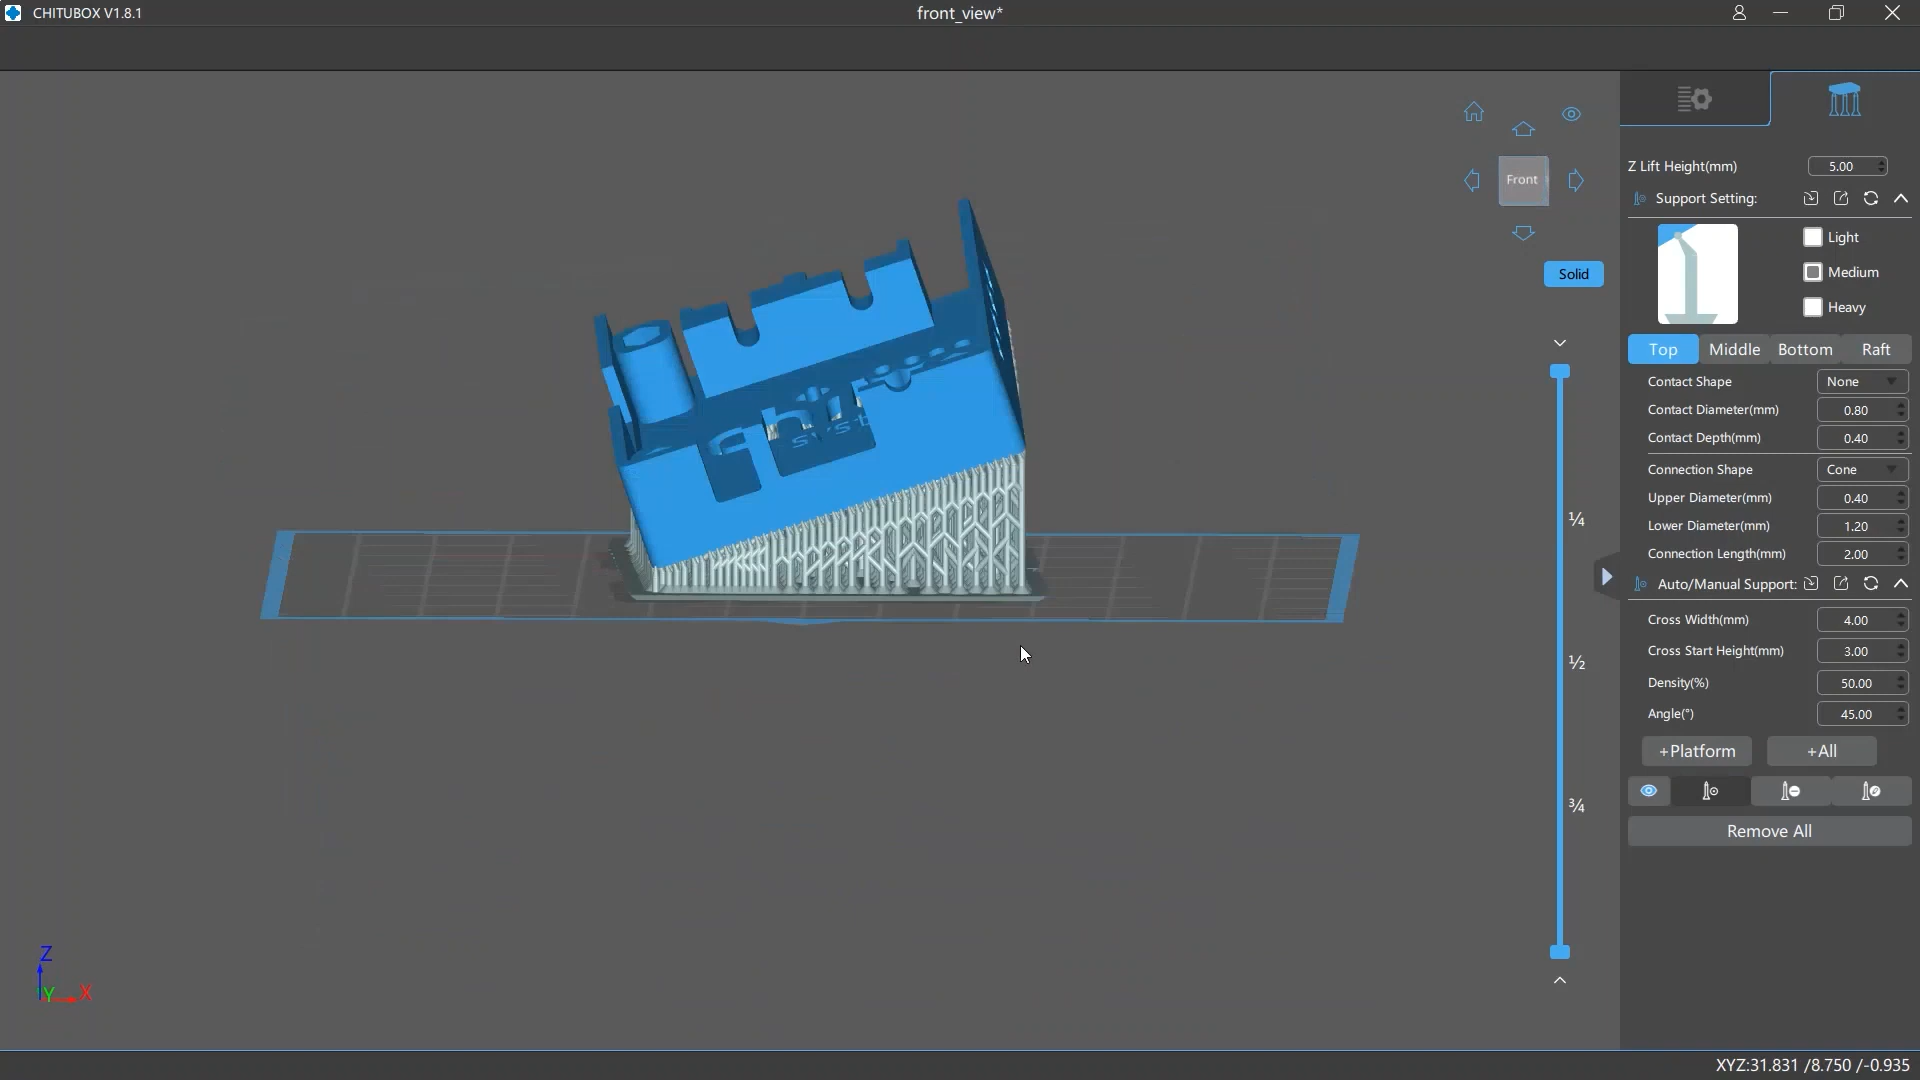 CHITUBOX V1.8.1
front_view*
Front
Solid
Z Lift Height(mm) 5.00
Support Setting:
Light
Medium
Heavy
Top Middle Bottom Raft
Contact Shape None
Contact Diameter(mm) 0.80
Contact Depth(mm) 0.40
Connection Shape Cone
Upper Diameter(mm) 0.40
Lower Diameter(mm) 1.20
Connection Length(mm) 2.00
Auto/Manual Support:
Cross Width(mm) 4.00
Cross Start Height(mm) 3.00
Density(%) 50.00
Angle(°) 45.00
+Platform +All
Remove All
¼
½
¾
Z
Y X
XYZ:31.831 /8.750 /-0.935